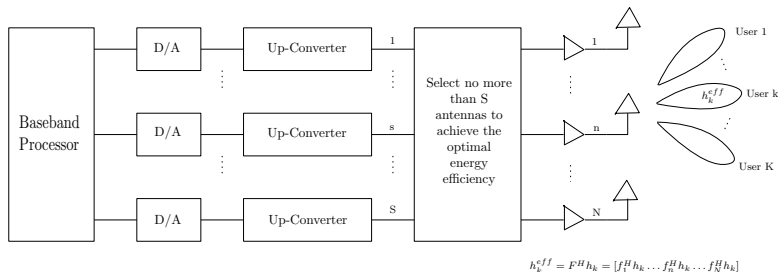 Baseband
Processor
D/A
D/A
D/A
Up-Converter
Up-Converter
Up-Converter
1
s
S
Select no more
than S
antennas to
achieve the
optimal
energy
efficiency
1
n
N
User 1
h_k^{eff}
User k
User K
h_k^{eff} = F^H h_k = [f_1^H h_k … f_n^H h_k … f_N^H h_k]